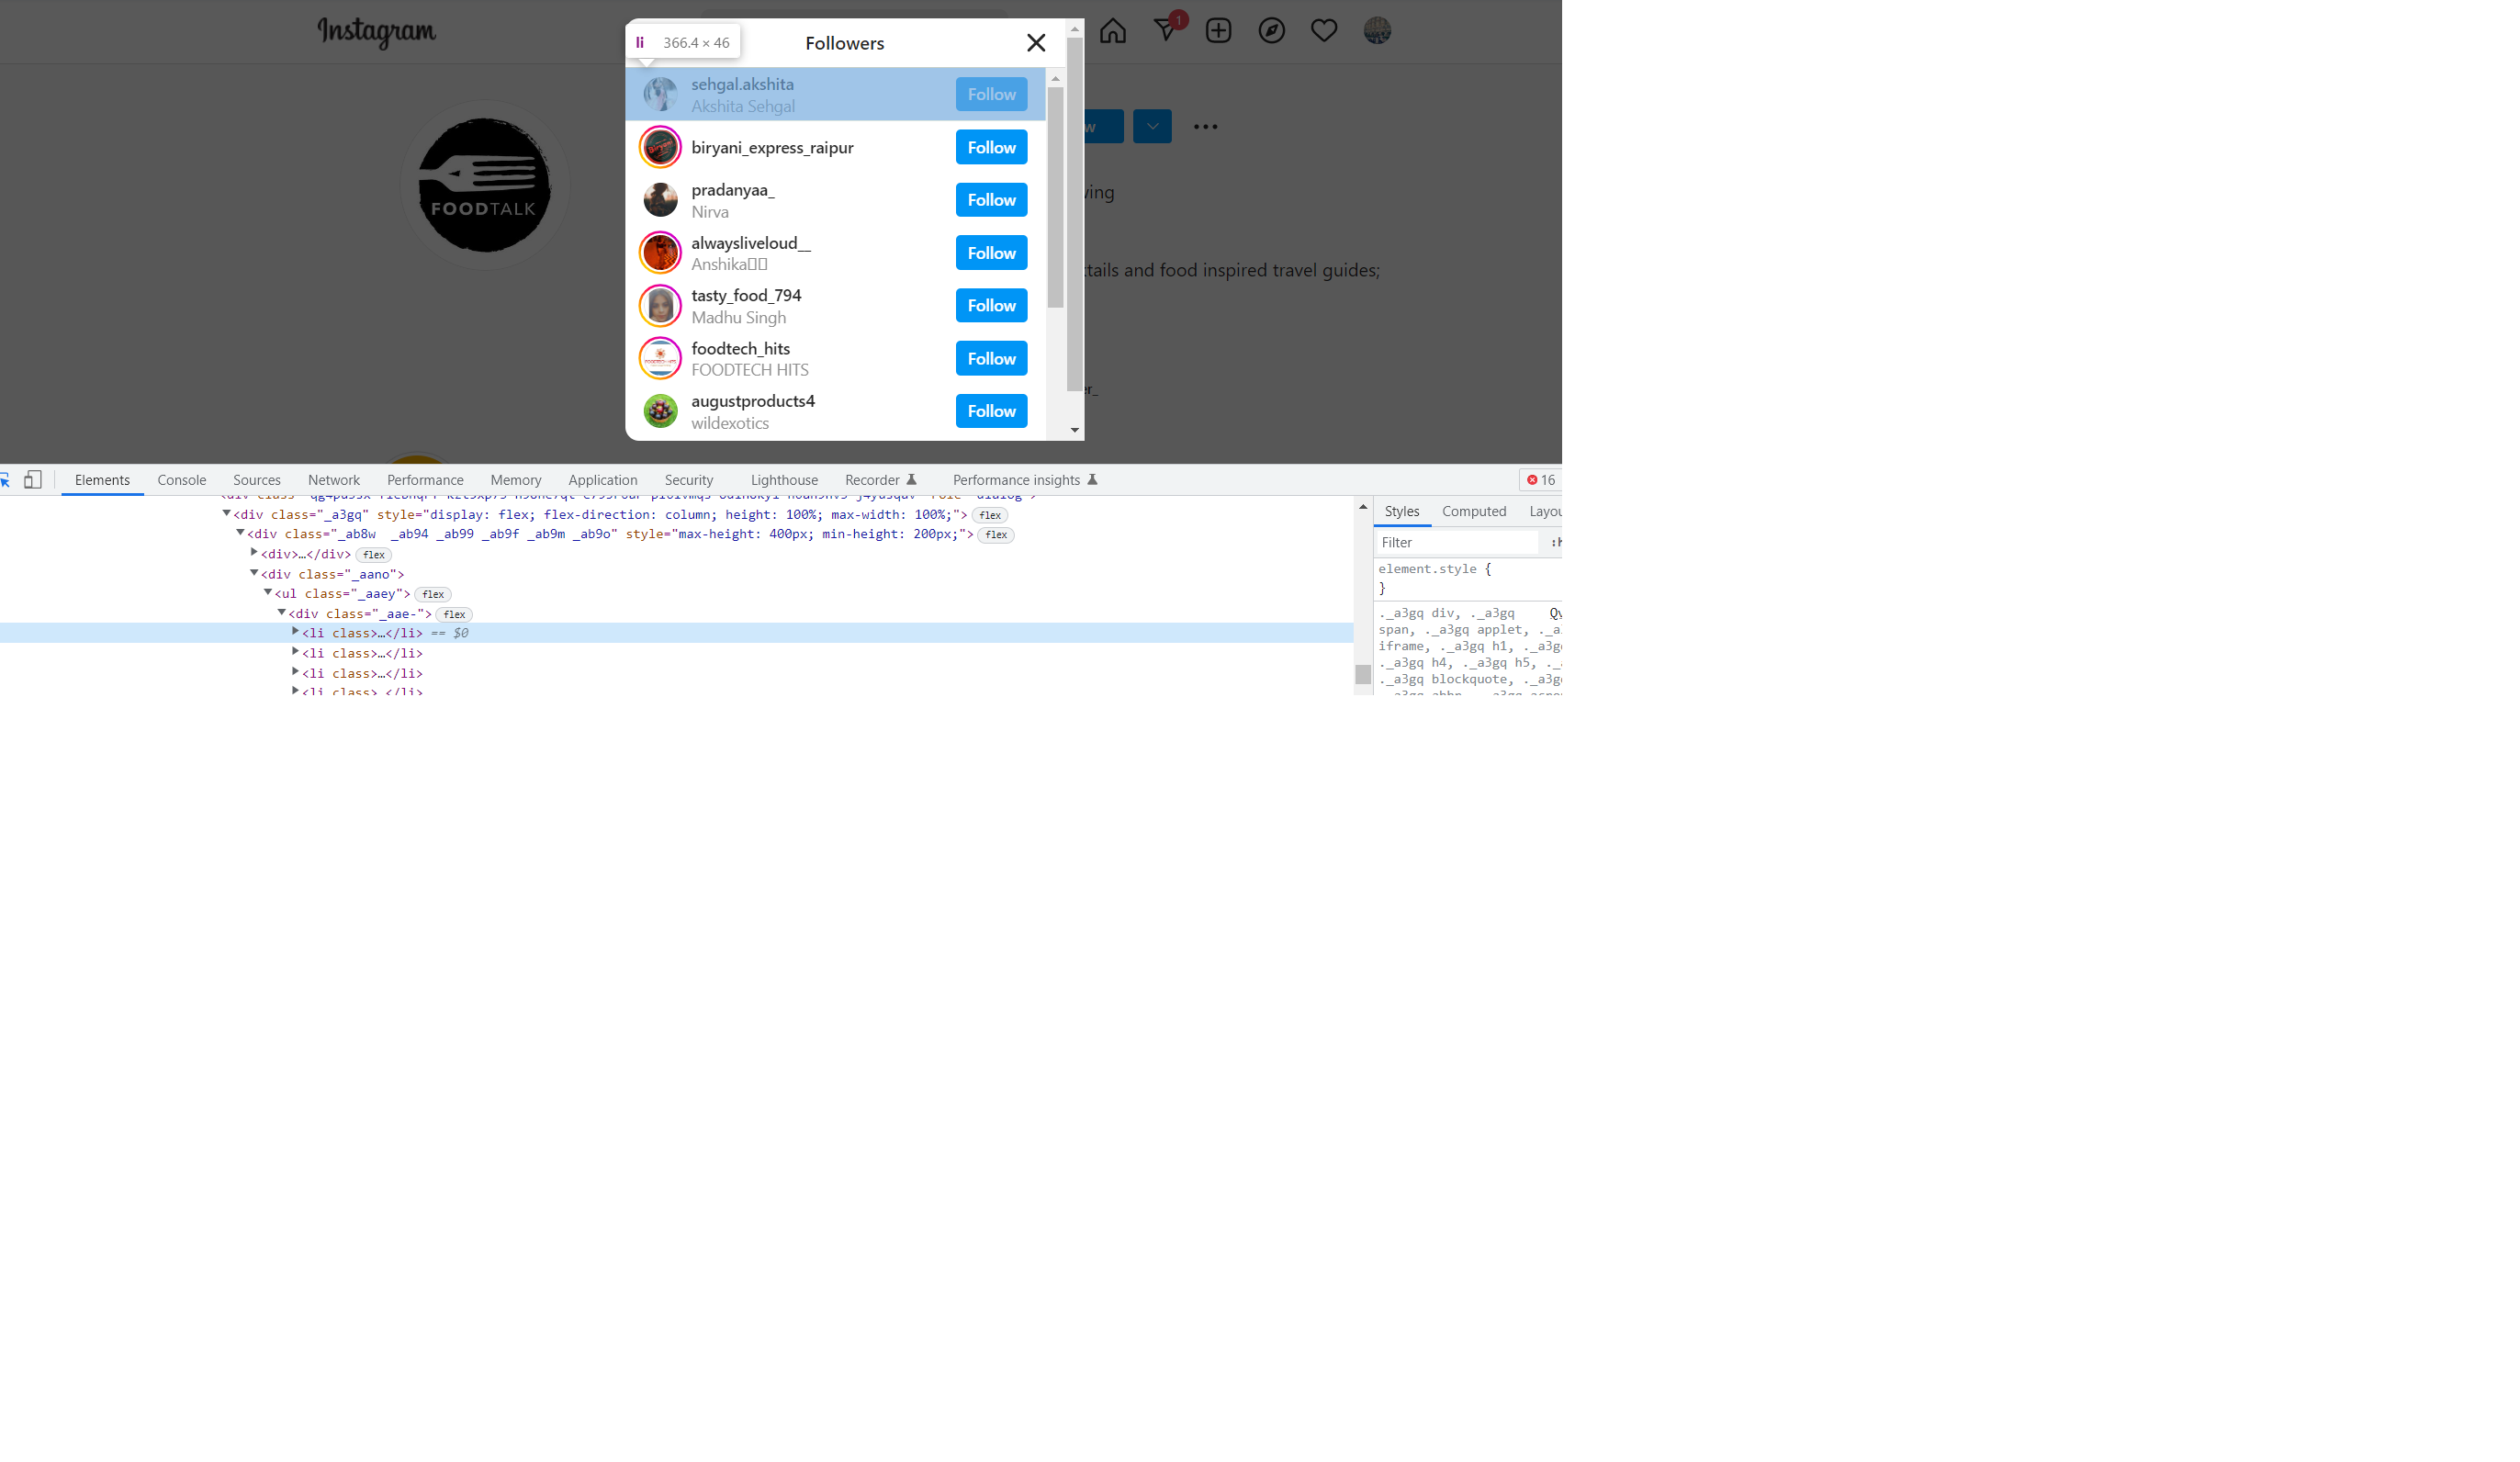 Instagram
1
li 366.4 × 46
Followers
sehgal.akshita
Akshita Sehgal
Follow
biryani_express_raipur
Follow
pradanyaa_
Nirva
Follow
alwaysliveloud__
Anshika
Follow
tasty_food_794
Madhu Singh
Follow
foodtech_hits
FOODTECH HITS
Follow
augustproducts4
wildexotics
Follow
FOODTALK
w
ving
ktails and food inspired travel guides;
er_
Elements Console Sources Network Performance Memory Application Security Lighthouse Recorder Performance insights 16
<div class="_a3gq" style="display: flex; flex-direction: column; height: 100%; max-width: 100%;"> flex
<div class="_ab8w  _ab94 _ab99 _ab9f _ab9m _ab9o" style="max-height: 400px; min-height: 200px;"> flex
<div>…</div> flex
<div class="_aano">
<ul class="_aaey"> flex
<div class="_aae-"> flex
<li class>…</li> == $0
<li class>…</li>
<li class>…</li>
<li class> </li>
Styles Computed Layou
Filter :h
element.style {
}
._a3gq div, ._a3gq
span, ._a3gq applet, ._a
iframe, ._a3gq h1, ._a3g
._a3gq h4, ._a3gq h5, ._
._a3gq blockquote, ._a3g